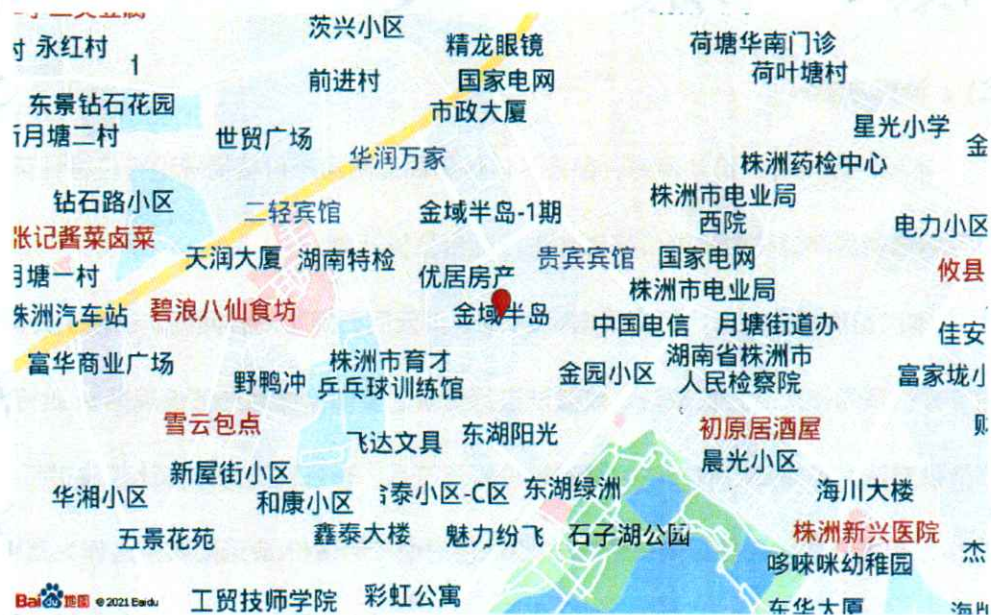 茨兴小区
永红村
精龙眼镜
荷塘华南门诊
前进村
国家电网
荷叶塘村
东景钻石花园
市政大厦
月塘二村
世贸广场
星光小学
华润万家
株洲药检中心
金
钻石路小区
二轻宾馆
金域半岛-1期
株洲市电业局
西院
电力小区
张记酱菜卤菜
天润大厦
湖南特检
优居房产
贵宾宾馆
国家电网
攸县
月塘一村
株洲市电业局
株洲汽车站
碧浪八仙食坊
金域半岛
中国电信
月塘街道办
佳安
富华商业广场
株洲市育才
乒乓球训练馆
野鸭冲
金园小区
湖南省株洲市
人民检察院
富家垅小
雪云包点
飞达文具
东湖阳光
初原居酒屋
新屋街小区
晨光小区
华湘小区
和康小区
泰小区-C区
东湖绿洲
海川大楼
五景花苑
鑫泰大楼
魅力纷飞
石子湖公园
株洲新兴医院
杰
哆唻咪幼稚园
Bai du 地图 © 2021 Baidu
工贸技师学院
彩虹公寓
东华大厦